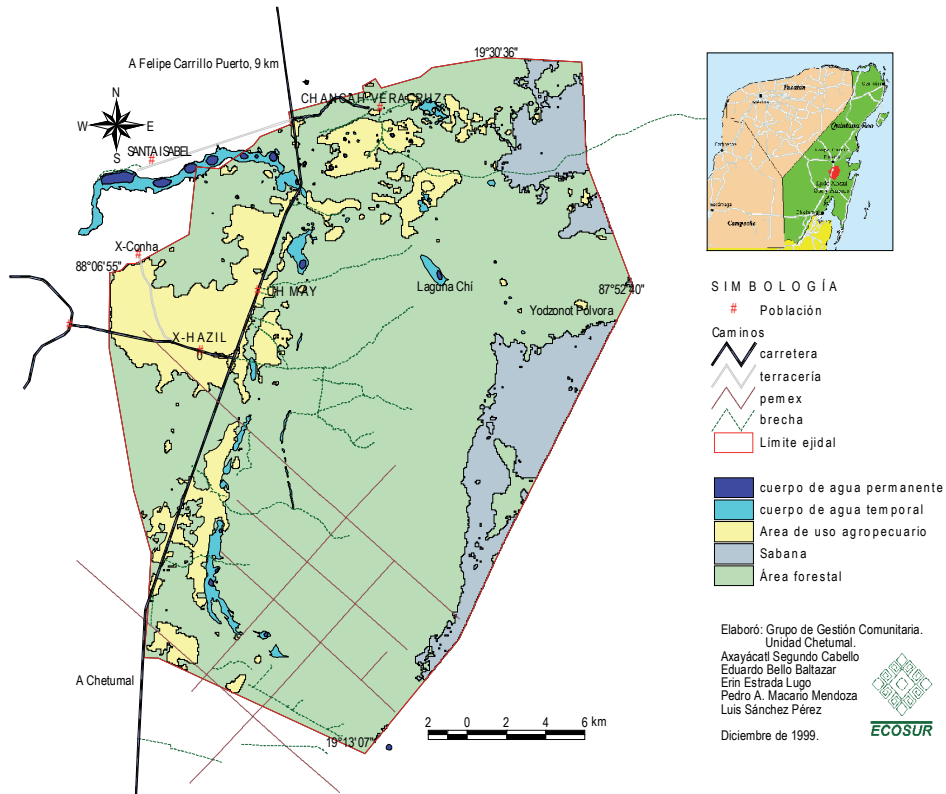 19°30'36"
A Felipe Carrillo Puerto, 9 km
CHANCAH-VERACRUZ
N
W E
S
SANTA ISABEL
X-Conha
88°06'55"
CH MAY
Laguna Chí
87°52'40"
Yodzonot Pólvora
X-HAZIL
A Chetumal
19°13'07"
2 0 2 4 6 km
Yucatán
Quintana Roo
Campeche
SIMBOLOGÍA
# Población
Caminos
carretera
terracería
pemex
brecha
Límite ejidal
cuerpo de agua permanente
cuerpo de agua temporal
Area de uso agropecuario
Sabana
Área forestal
Elaboró: Grupo de Gestión Comunitaria.
Unidad Chetumal.
Axayácatl Segundo Cabello
Eduardo Bello Baltazar
Erin Estrada Lugo
Pedro A. Macario Mendoza
Luis Sánchez Pérez
Diciembre de 1999.
ECOSUR